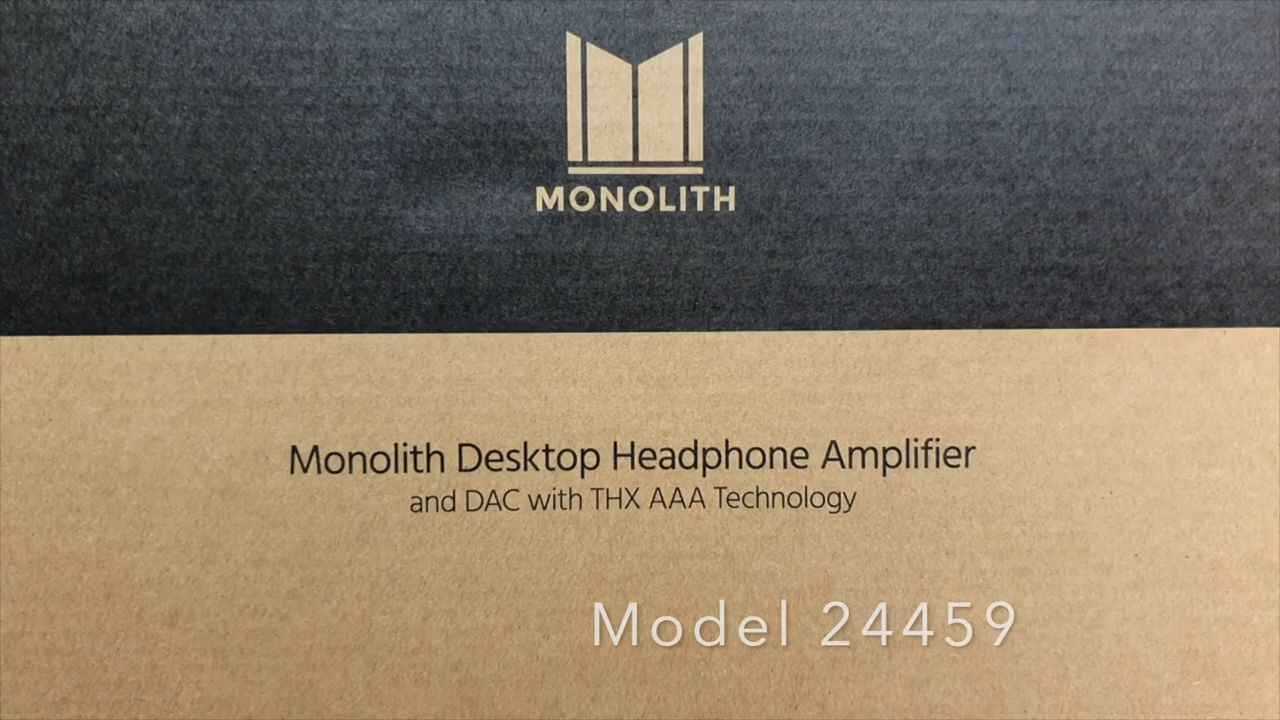 MONOLITH
Monolith Desktop Headphone Amplifier
and DAC with THX AAA Technology
Model 24459